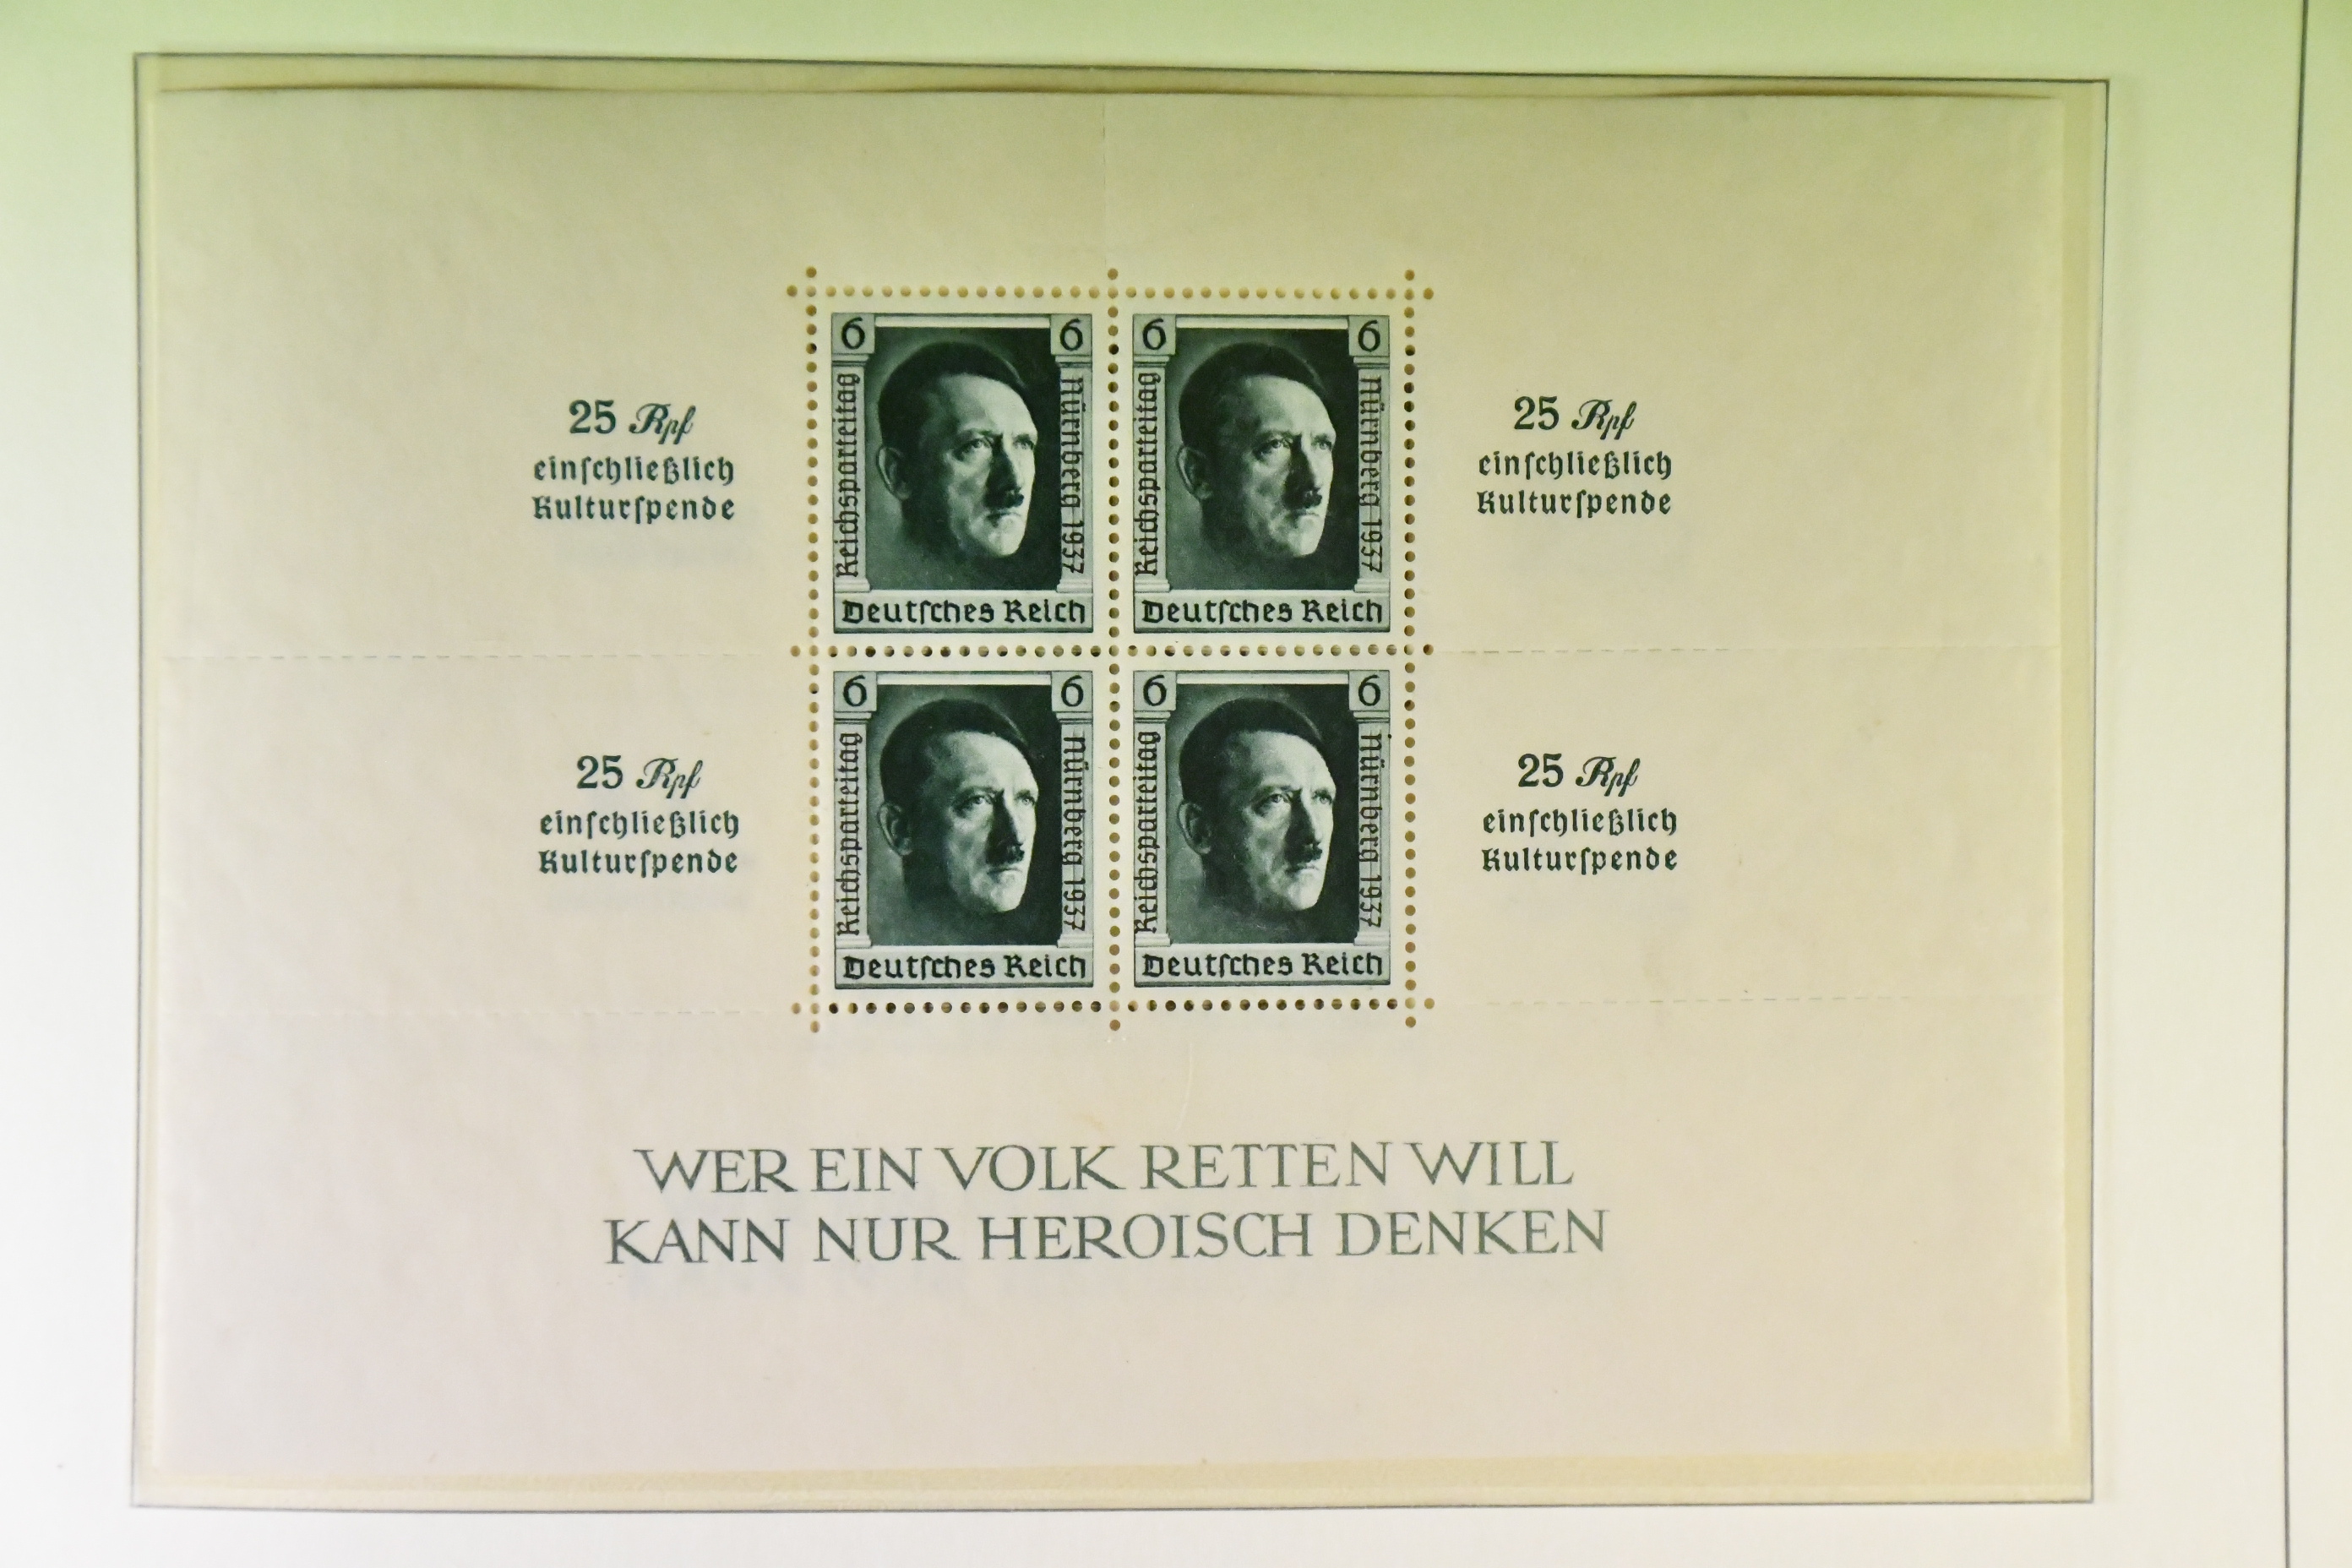 25 Rpf
einſchließlich
Kulturſpende
6 6
Reichsparteitag
Nürnberg 1937
Deutſches Reich
6 6
Reichsparteitag
Nürnberg 1937
Deutſches Reich
25 Rpf
einſchließlich
Kulturſpende
25 Rpf
einſchließlich
Kulturſpende
6 6
Reichsparteitag
Nürnberg 1937
Deutſches Reich
6 6
Reichsparteitag
Nürnberg 1937
Deutſches Reich
25 Rpf
einſchließlich
Kulturſpende
WER EIN VOLK RETTEN WILL
KANN NUR HEROISCH DENKEN